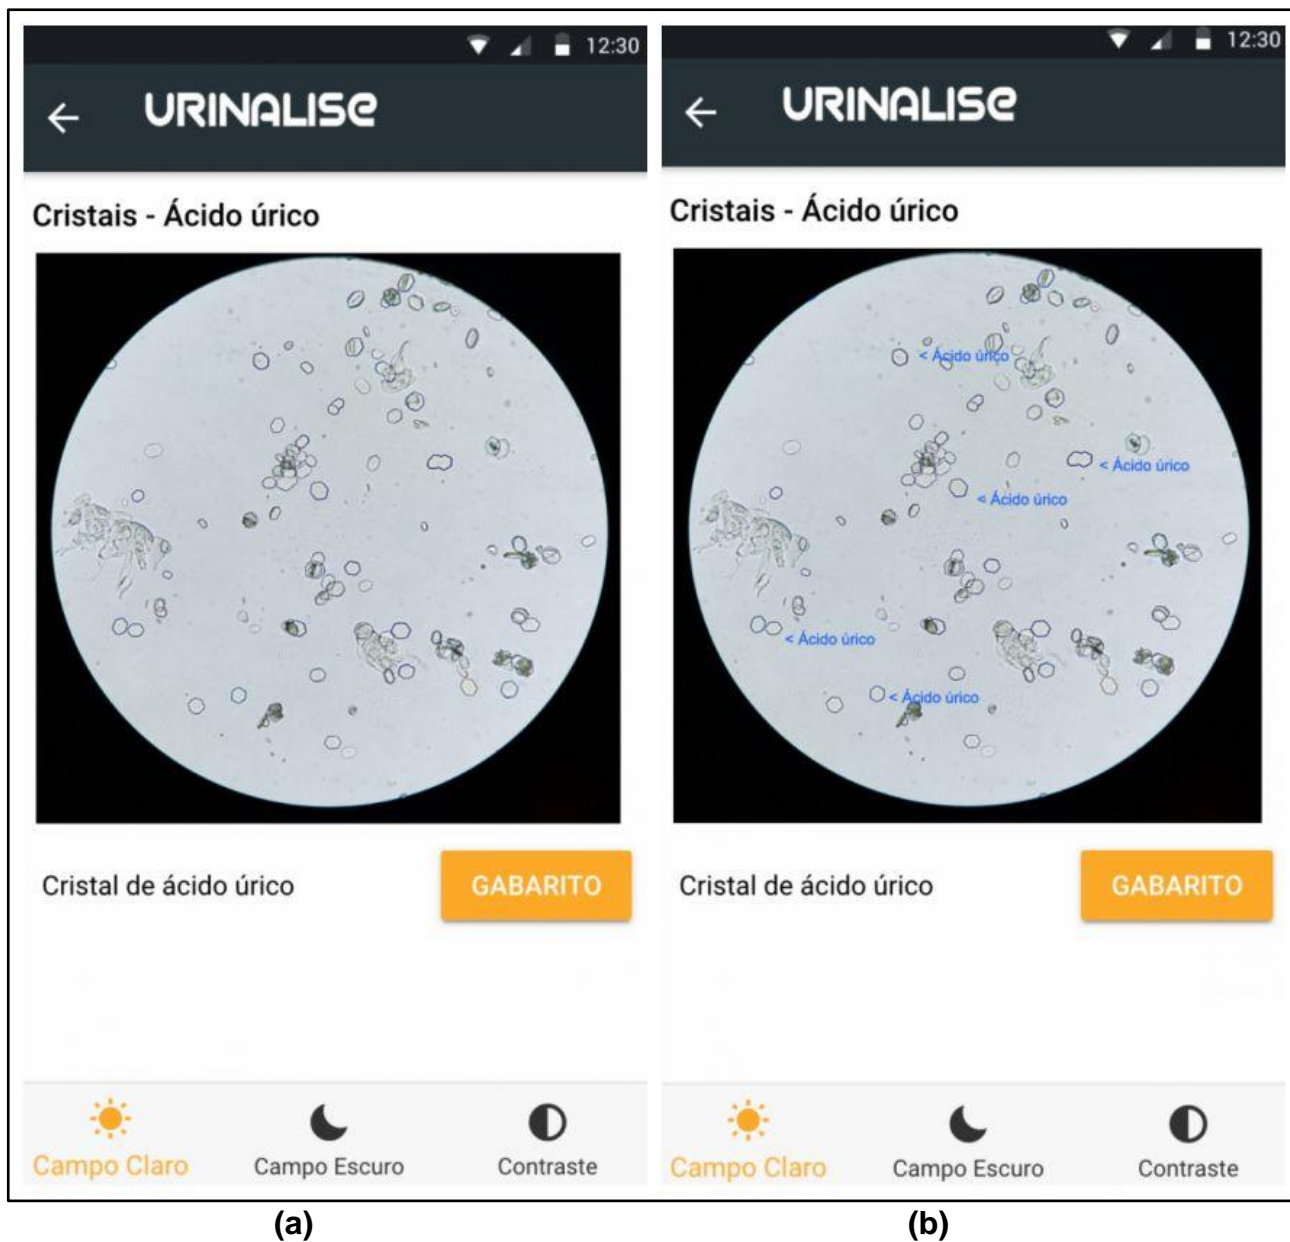 12:30
URINALISe
Cristais - Ácido úrico
Cristal de ácido úrico
GABARITO
Campo Claro
Campo Escuro
Contraste
(a)
12:30
URINALISe
Cristais - Ácido úrico
< Ácido úrico
< Ácido úrico
< Ácido úrico
< Ácido úrico
< Ácido úrico
Cristal de ácido úrico
GABARITO
Campo Claro
Campo Escuro
Contraste
(b)